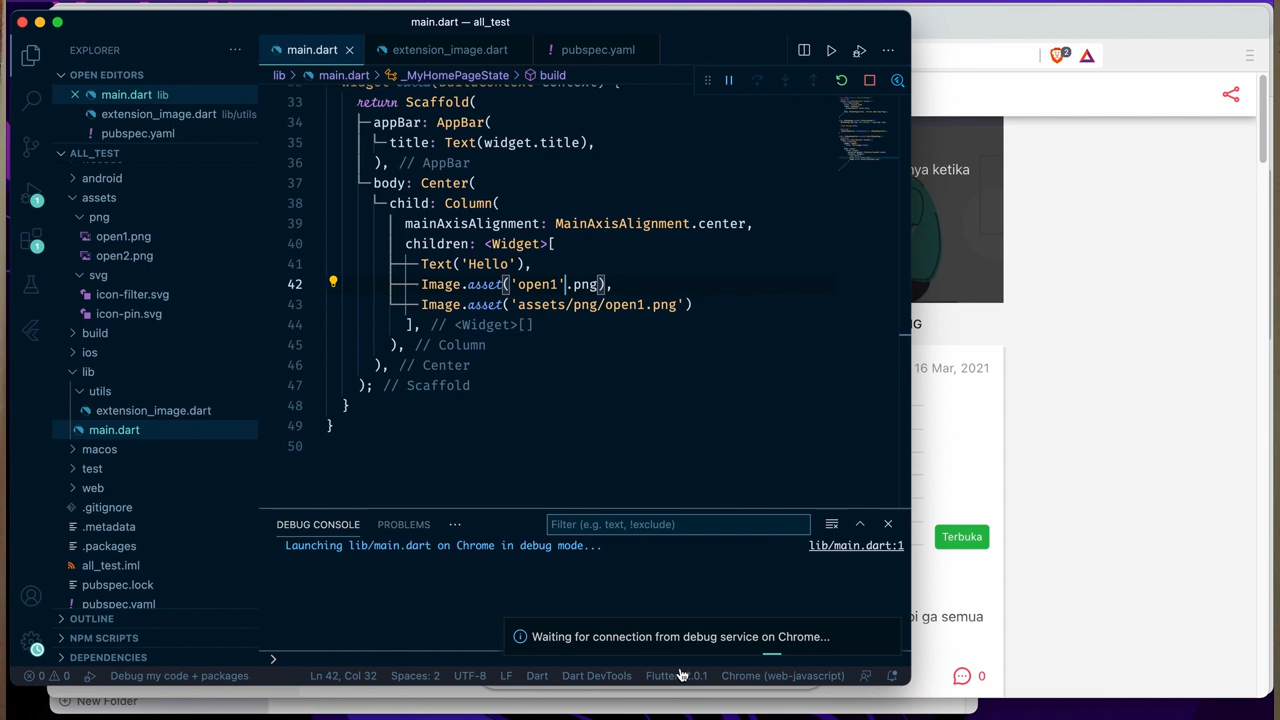 main.dart — all_test
EXPLORER
OPEN EDITORS
main.dart lib
extension_image.dart lib/utils
pubspec.yaml
ALL_TEST
android
assets
png
open1.png
open2.png
svg
icon-filter.svg
icon-pin.svg
build
ios
lib
utils
extension_image.dart
main.dart
macos
test
web
.gitignore
.metadata
.packages
all_test.iml
pubspec.lock
pubspec.yaml
OUTLINE
NPM SCRIPTS
DEPENDENCIES
1
1
main.dart
extension_image.dart
pubspec.yaml
lib > main.dart > _MyHomePageState > build
33 return Scaffold(
34 appBar: AppBar(
35 title: Text(widget.title),
36 ), // AppBar
37 body: Center(
38 child: Column(
39 mainAxisAlignment: MainAxisAlignment.center,
40 children: <Widget>[
41 Text('Hello'),
42 Image.asset('open1'.png),
43 Image.asset('assets/png/open1.png')
44 ], // <Widget>[]
45 ), // Column
46 ), // Center
47 ); // Scaffold
48 }
49 }
50
DEBUG CONSOLE
PROBLEMS
Filter (e.g. text, !exclude)
Launching lib/main.dart on Chrome in debug mode... lib/main.dart:1
Waiting for connection from debug service on Chrome...
0 0 Debug my code + packages Ln 42, Col 32 Spaces: 2 UTF-8 LF Dart Dart DevTools Chrome (web-javascript)
New Folder
2
nya ketika
16 Mar, 2021
Terbuka
ga semua
0